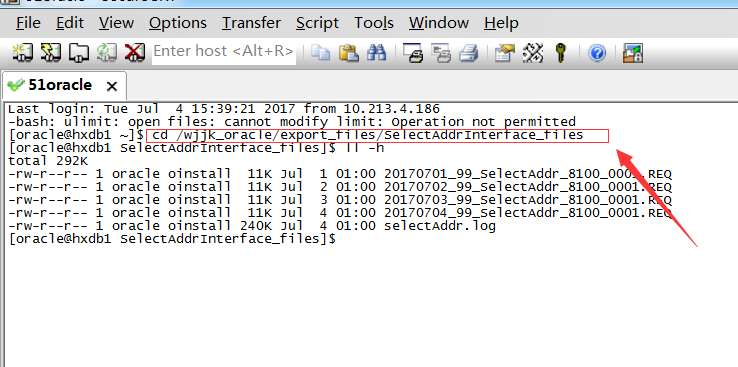 File Edit View Options Transfer Script Tools Window Help
Enter host <Alt+R>
51oracle
Last login: Tue Jul  4 15:39:21 2017 from 10.213.4.186
-bash: ulimit: open files: cannot modify limit: Operation not permitted
[oracle@hxdb1 ~]$ cd /wjjk_oracle/export_files/SelectAddrInterface_files
[oracle@hxdb1 SelectAddrInterface_files]$ ll -h
total 292K
-rw-r--r-- 1 oracle oinstall  11K Jul  1 01:00 20170701_99_SelectAddr_8100_0001.REQ
-rw-r--r-- 1 oracle oinstall  11K Jul  2 01:00 20170702_99_SelectAddr_8100_0001.REQ
-rw-r--r-- 1 oracle oinstall  11K Jul  3 01:00 20170703_99_SelectAddr_8100_0001.REQ
-rw-r--r-- 1 oracle oinstall  11K Jul  4 01:00 20170704_99_SelectAddr_8100_0001.REQ
-rw-r--r-- 1 oracle oinstall 240K Jul  4 01:00 selectAddr.log
[oracle@hxdb1 SelectAddrInterface_files]$